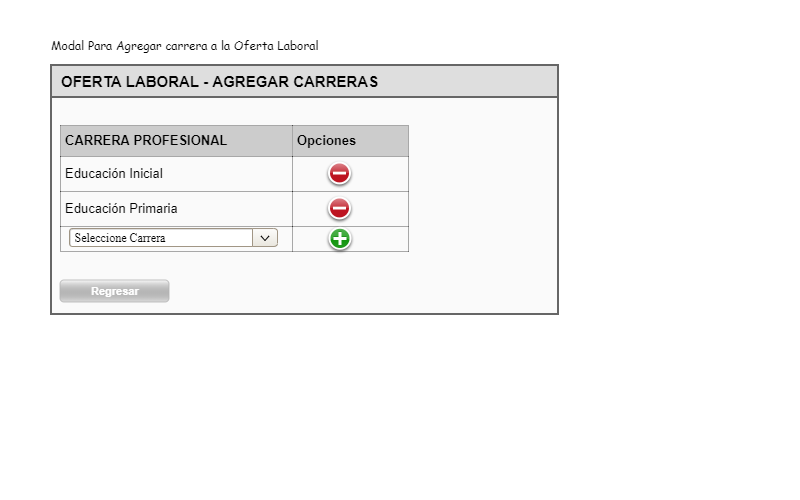 Modal Para Agregar carrera a la Oferta Laboral
OFERTA LABORAL - AGREGAR CARRERAS
CARRERA PROFESIONAL Opciones
Educación Inicial
Educación Primaria
Seleccione Carrera
Regresar